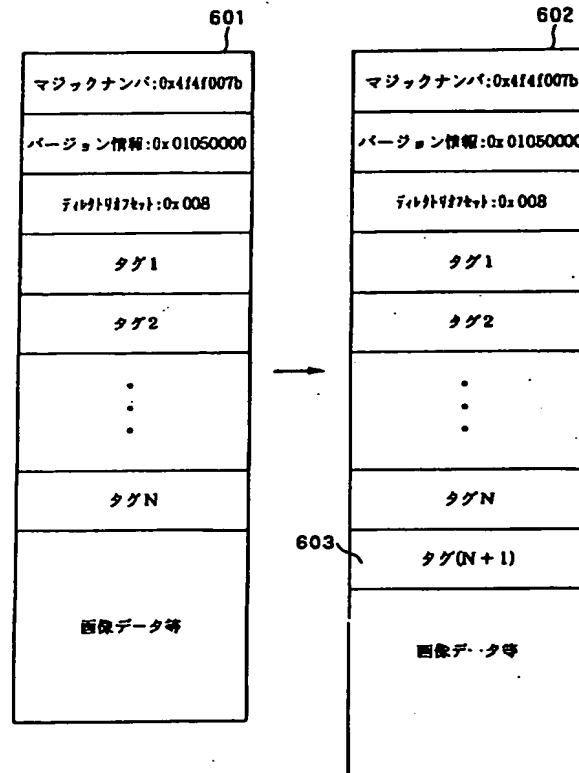 601
マジックナンバ:0x4f4f007b
バージョン情報:0x01050000
ディレクトリオフセット:0x008
タグ1
タグ2
タグN
画像データ等
602
マジックナンバ:0x4f4f007b
バージョン情報:0x01050000
ディレクトリオフセット:0x008
タグ1
タグ2
タグN
603
タグ(N+1)
画像データ等